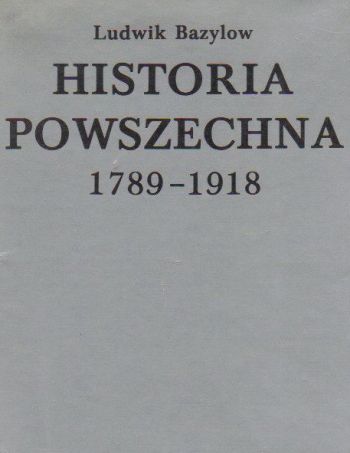 Ludwik Bazylow
HISTORIA
POWSZECHNA
1789-1918